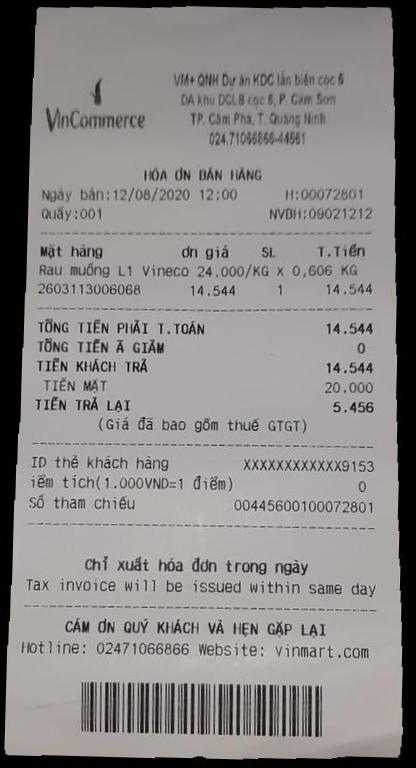 VinCommerce
VM+ QNH Dự án KDC lấn biển cọc 6
DA khu DCLB cọc 6, P. Cẩm Sơn
TP. Cẩm Phả, T. Quảng Ninh
024.71066866-44561
HÓA ƠN BÁN HÀNG
Ngày bán:12/08/2020 12:00 H:00072801
Quầy:001 NVBH:09021212
Mặt hàng ơn giá SL T.Tiền
Rau muống L1 Vineco 24.000/KG X 0,606 KG
2603113006068 14.544 1 14.544
TỔNG TIỀN PHẢI T.TOÁN 14.544
TỔNG TIỀN Ã GIẢM 0
TIỀN KHÁCH TRẢ 14.544
TIỀN MẶT 20.000
TIỀN TRẢ LẠI 5.456
(Giá đã bao gồm thuế GTGT)
ID thẻ khách hàng XXXXXXXXXXXX9153
iểm tích(1.000VND=1 điểm) 0
Số tham chiếu 00445600100072801
Chỉ xuất hóa đơn trong ngày
Tax invoice will be issued within same day
CÁM ƠN QUÝ KHÁCH VÀ HẸN GẶP LẠI
Hotline: 02471066866 Website: vinmart.com